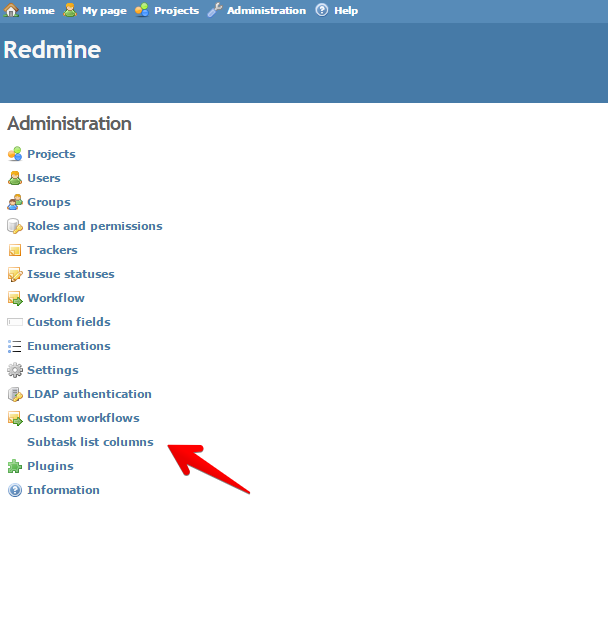 Home My page Projects Administration Help
Redmine
Administration
Projects
Users
Groups
Roles and permissions
Trackers
Issue statuses
Workflow
Custom fields
Enumerations
Settings
LDAP authentication
Custom workflows
Subtask list columns
Plugins
Information